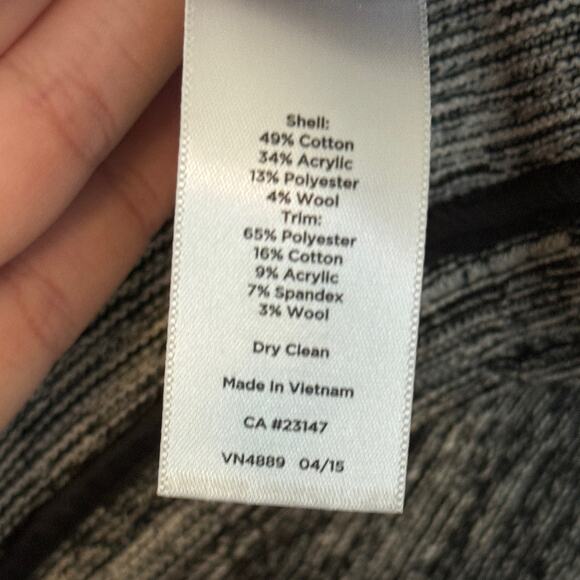 Shell:
49% Cotton
34% Acrylic
13% Polyester
4% Wool
Trim:
65% Polyester
16% Cotton
9% Acrylic
7% Spandex
3% Wool
Dry Clean
Made In Vietnam
CA #23147
VN4889 04/15